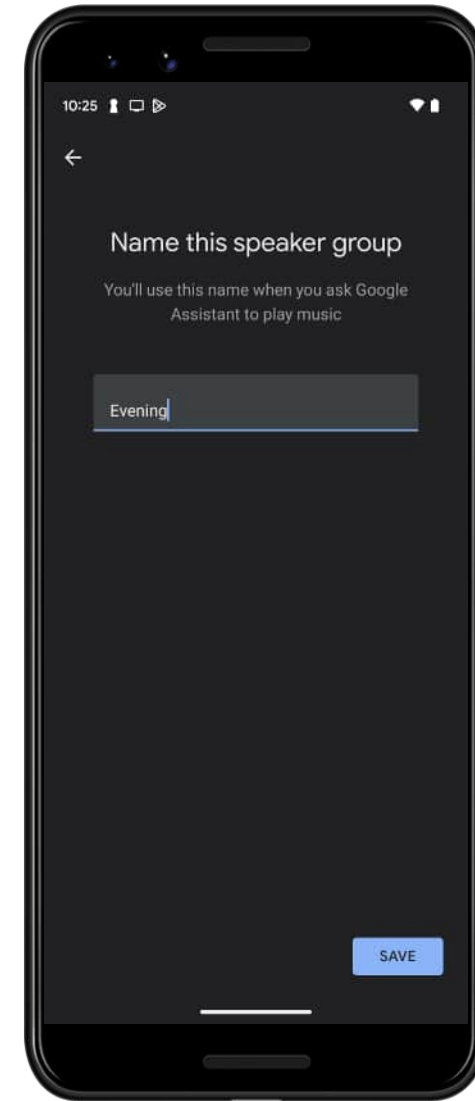 10:25
Name this speaker group
You'll use this name when you ask Google
Assistant to play music
Evening
SAVE